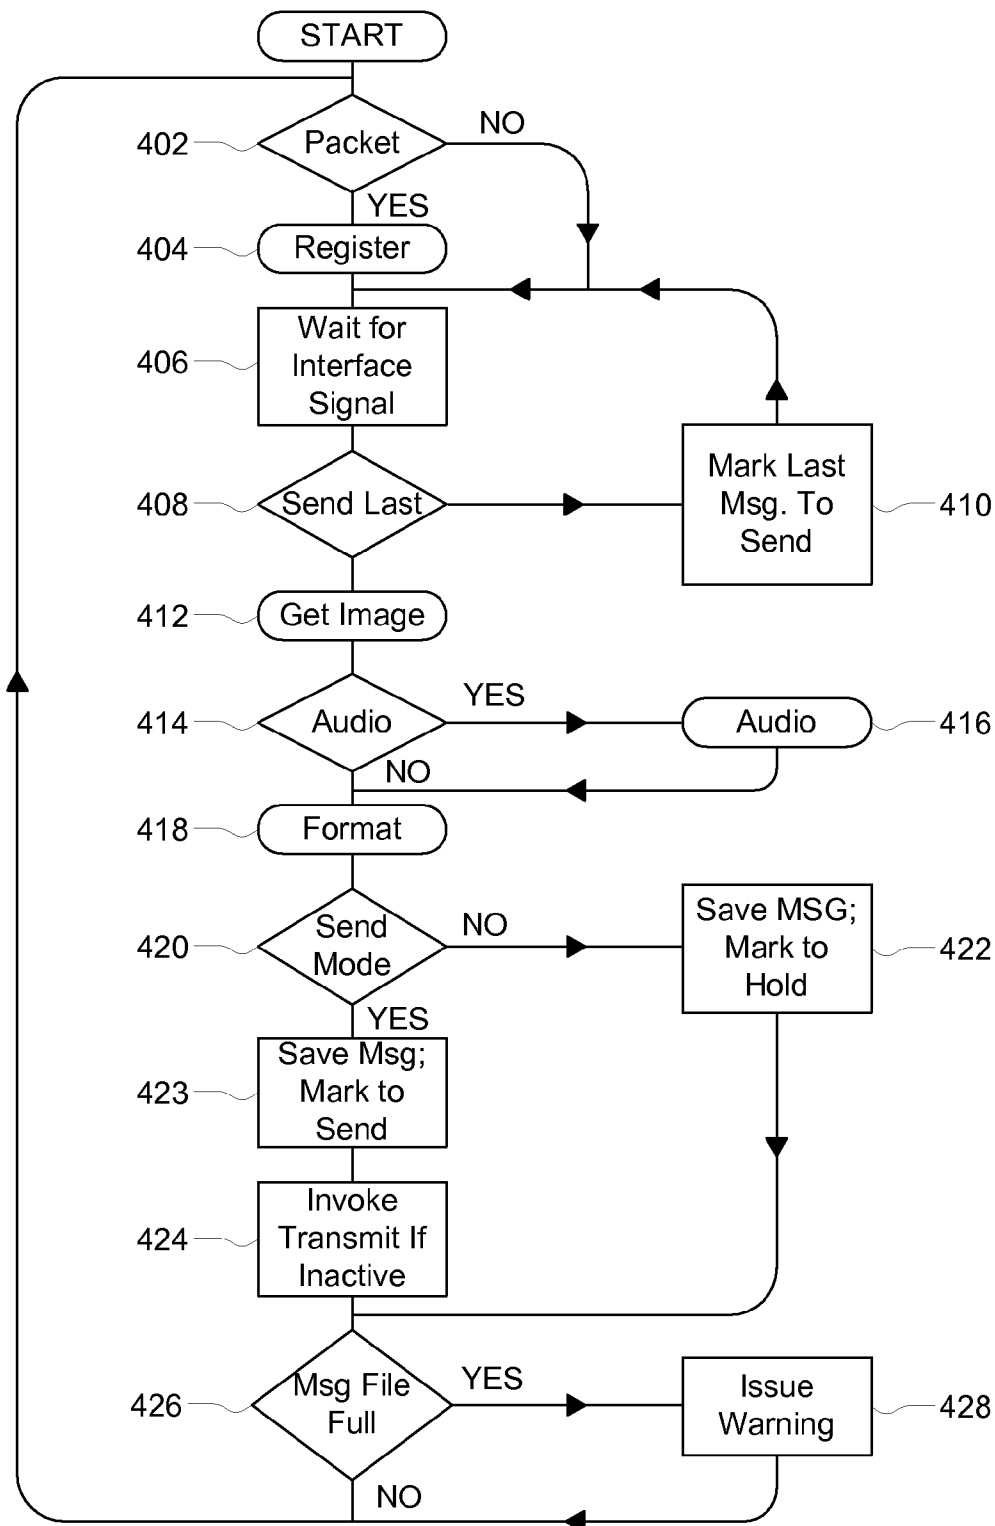 START
402
Packet
NO
YES
404
Register
406
Wait for
Interface
Signal
408
Send Last
Mark Last
Msg. To
Send
410
412
Get Image
414
Audio
YES
Audio
416
NO
418
Format
420
Send
Mode
NO
Save MSG;
Mark to
Hold
422
YES
423
Save Msg;
Mark to
Send
424
Invoke
Transmit If
Inactive
426
Msg File
Full
YES
Issue
Warning
428
NO